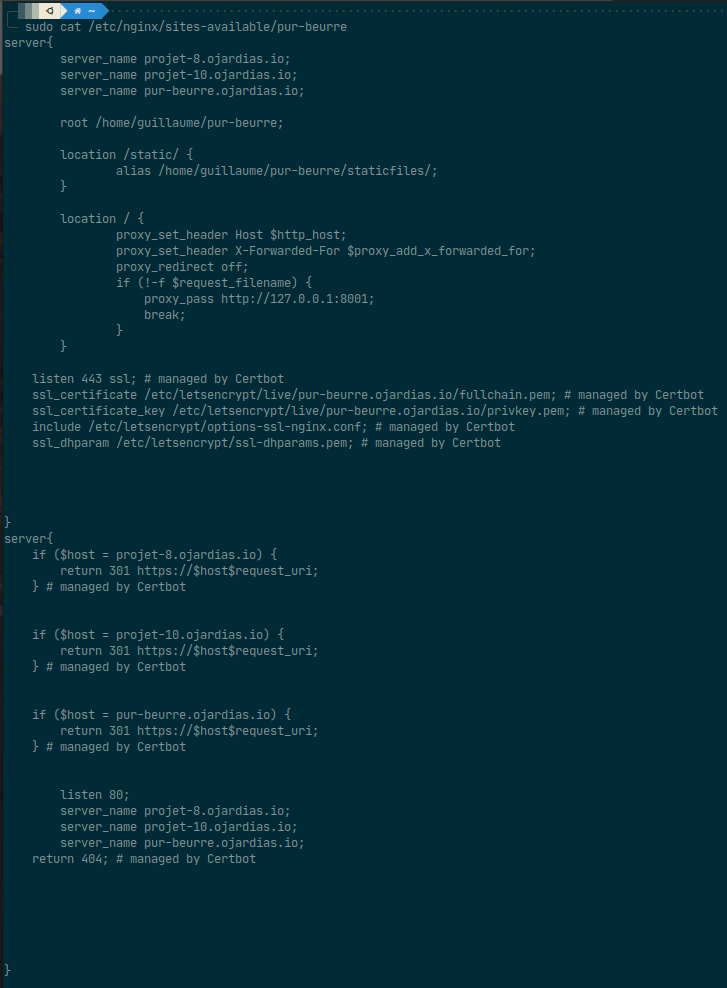 ~
sudo cat /etc/nginx/sites-available/pur-beurre
server{
        server_name projet-8.ojardias.io;
        server_name projet-10.ojardias.io;
        server_name pur-beurre.ojardias.io;

        root /home/guillaume/pur-beurre;

        location /static/ {
                alias /home/guillaume/pur-beurre/staticfiles/;
        }

        location / {
                proxy_set_header Host $http_host;
                proxy_set_header X-Forwarded-For $proxy_add_x_forwarded_for;
                proxy_redirect off;
                if (!-f $request_filename) {
                    proxy_pass http://127.0.0.1:8001;
                    break;
                }
        }

    listen 443 ssl; # managed by Certbot
    ssl_certificate /etc/letsencrypt/live/pur-beurre.ojardias.io/fullchain.pem; # managed by Certbot
    ssl_certificate_key /etc/letsencrypt/live/pur-beurre.ojardias.io/privkey.pem; # managed by Certbot
    include /etc/letsencrypt/options-ssl-nginx.conf; # managed by Certbot
    ssl_dhparam /etc/letsencrypt/ssl-dhparams.pem; # managed by Certbot

}
server{
    if ($host = projet-8.ojardias.io) {
        return 301 https://$host$request_uri;
    } # managed by Certbot

    if ($host = projet-10.ojardias.io) {
        return 301 https://$host$request_uri;
    } # managed by Certbot

    if ($host = pur-beurre.ojardias.io) {
        return 301 https://$host$request_uri;
    } # managed by Certbot

        listen 80;
        server_name projet-8.ojardias.io;
        server_name projet-10.ojardias.io;
        server_name pur-beurre.ojardias.io;
    return 404; # managed by Certbot

}